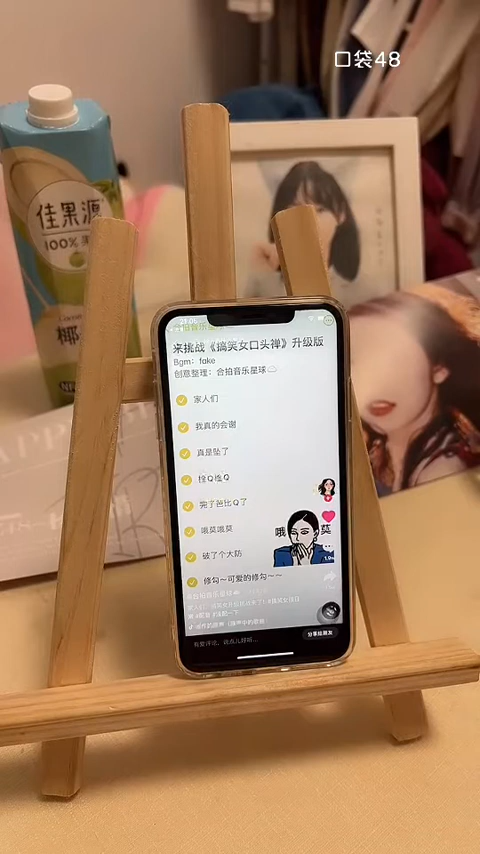 口袋48
佳果源
100%
椰
来挑战《搞笑女口头禅》升级版
Bgm：fake
创意整理：合拍音乐星球
家人们
我真的会谢
真是坠了
栓Q栓Q
完了芭比Q了
哦莫哦莫
哦
莫
破了个大防
修勾～可爱的修勾～～
分享给朋友